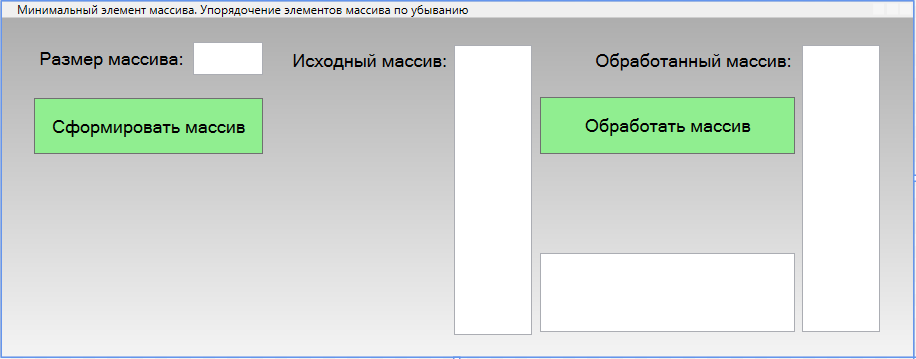 Минимальный элемент массива. Упорядочение элементов массива по убыванию
Размер массива:
Исходный массив:
Обработанный массив:
Сформировать массив
Обработать массив